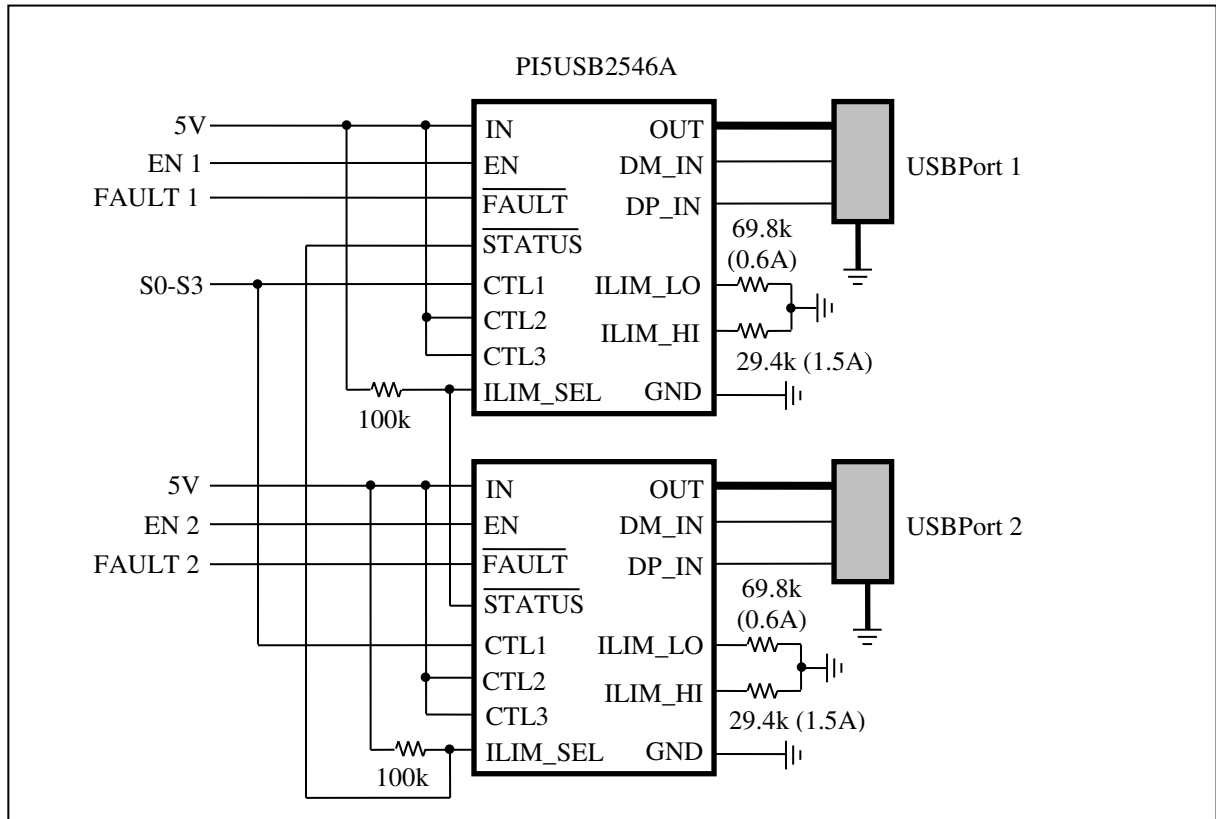 PI5USB2546A
5V
EN 1
FAULT 1
S0-S3
IN
EN
FAULT
STATUS
CTL1
CTL2
CTL3
ILIM_SEL
100k
OUT
DM_IN
DP_IN
ILIM_LO
ILIM_HI
GND
USBPort 1
69.8k
(0.6A)
29.4k (1.5A)
5V
EN 2
FAULT 2
IN
EN
FAULT
STATUS
CTL1
CTL2
CTL3
ILIM_SEL
100k
OUT
DM_IN
DP_IN
ILIM_LO
ILIM_HI
GND
USBPort 2
69.8k
(0.6A)
29.4k (1.5A)